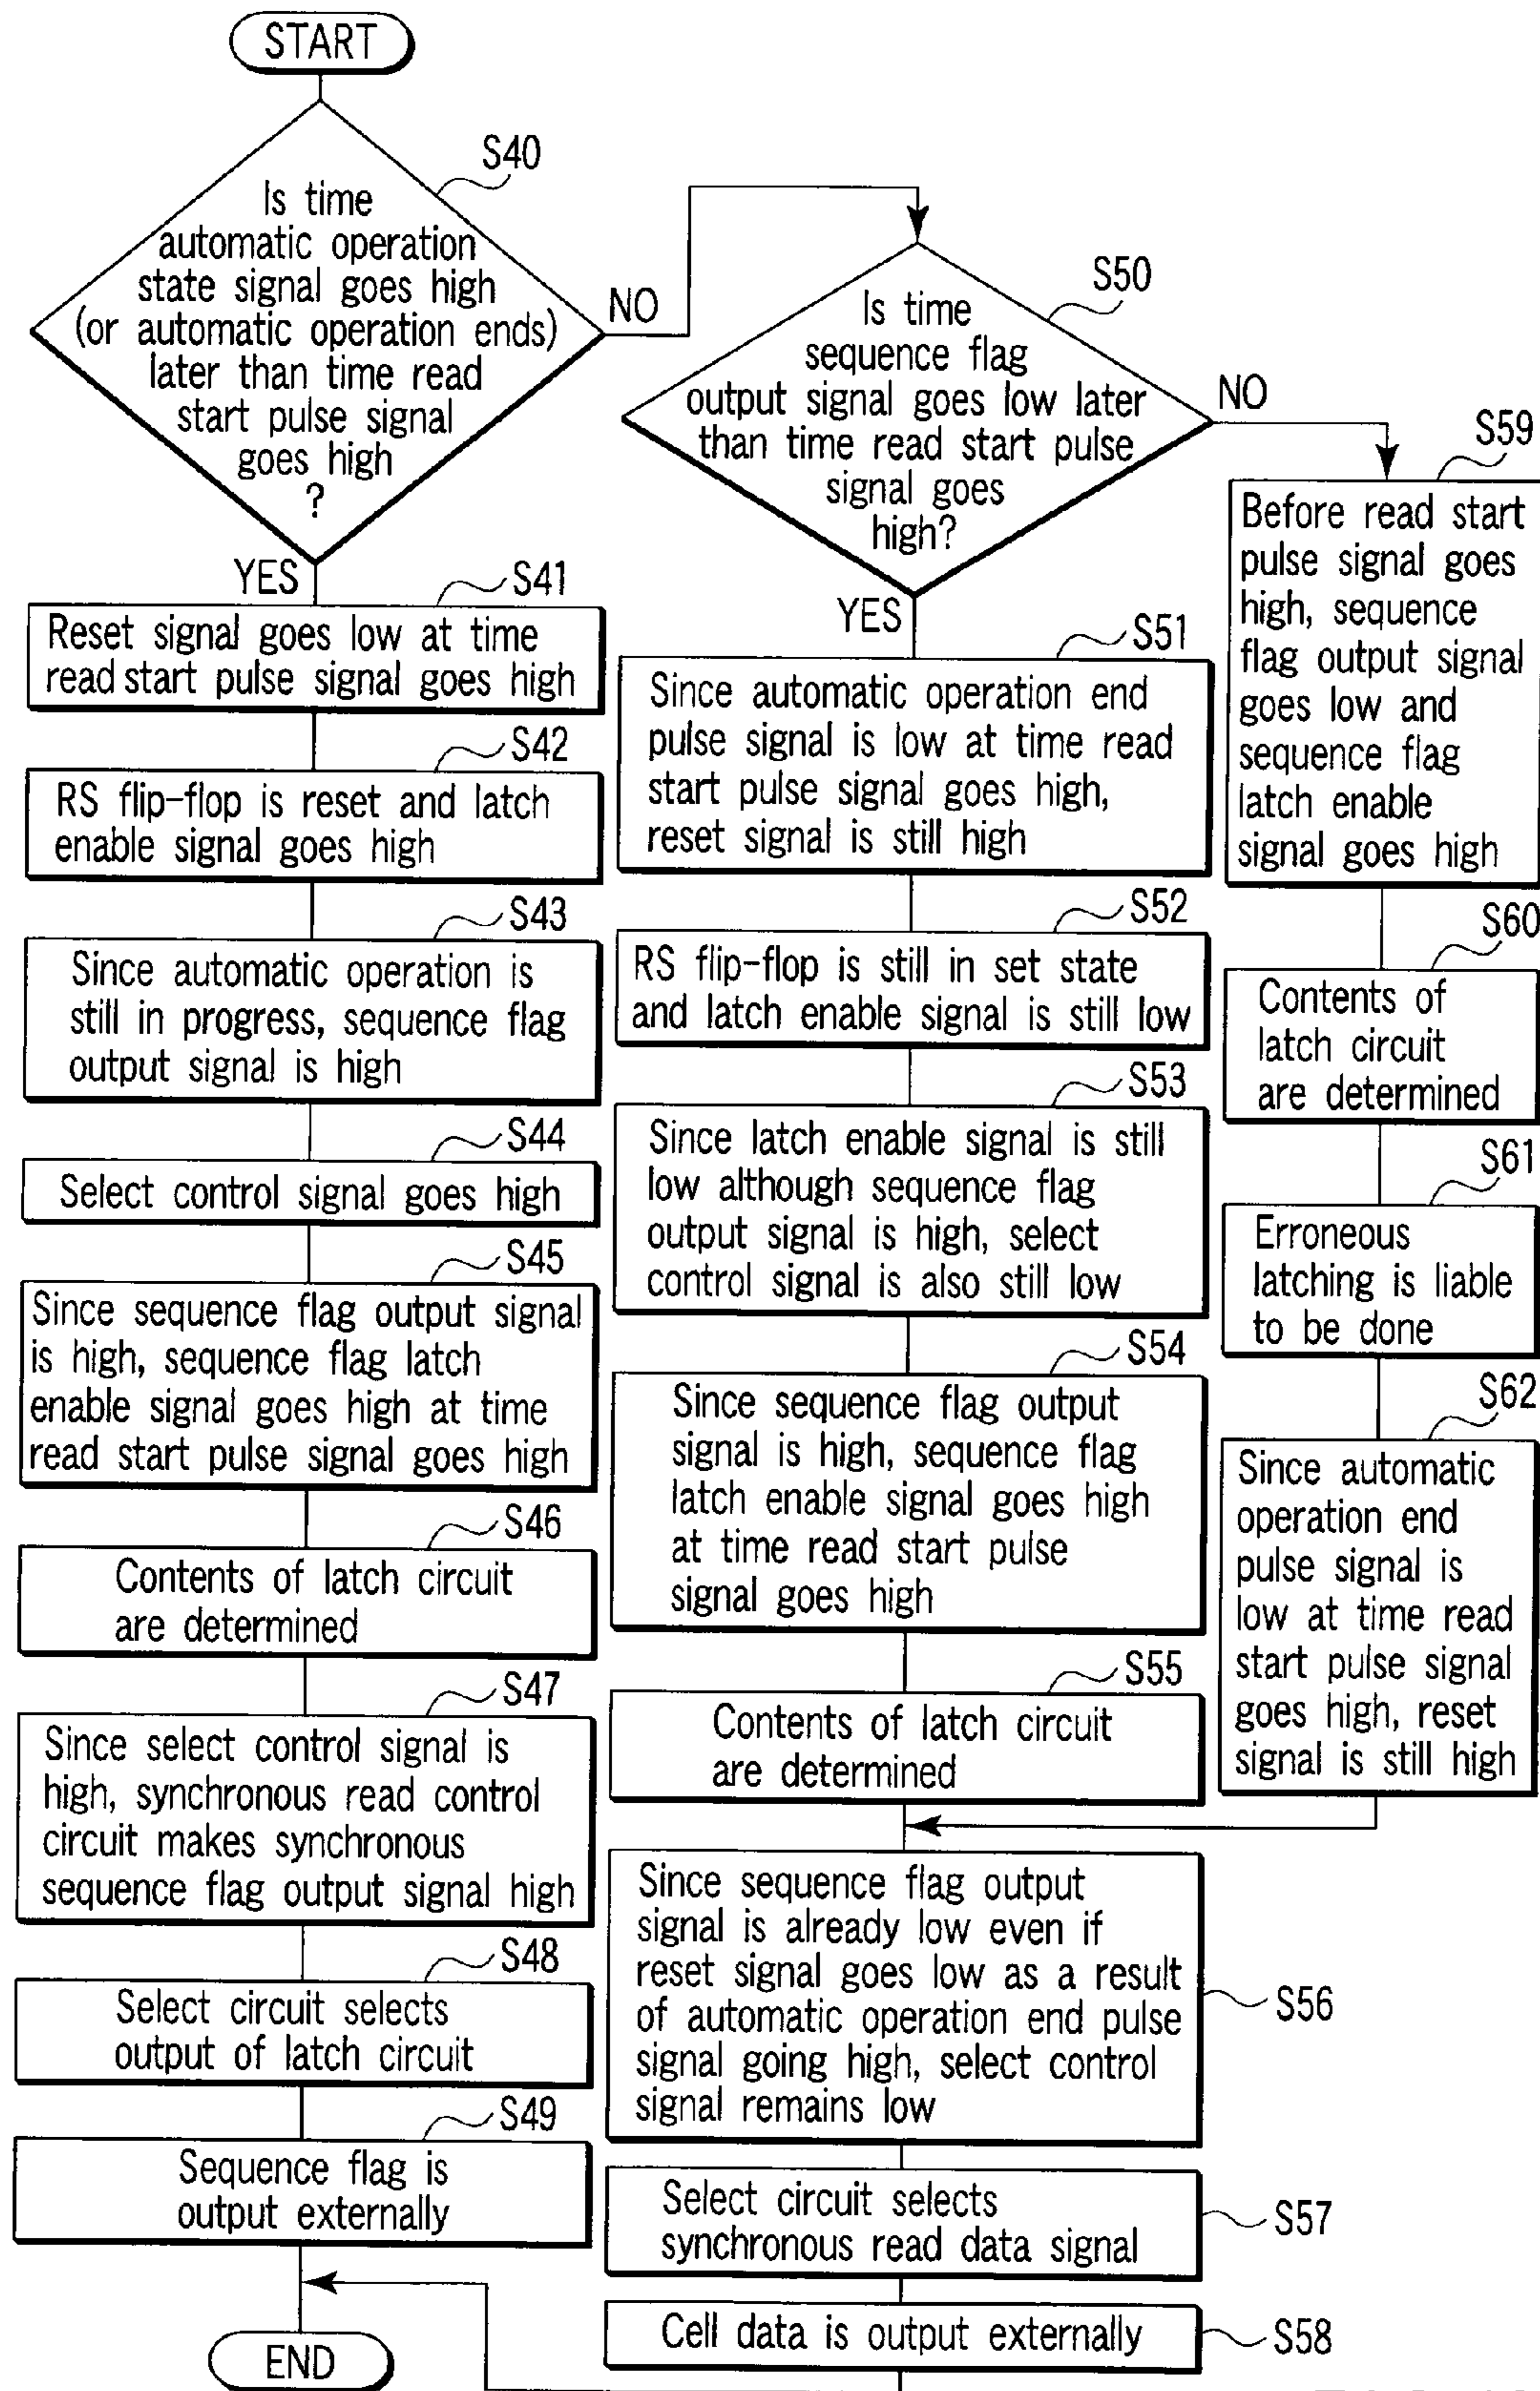 START
S40
Is time
automatic operation
state signal goes high
(or automatic operation ends)
later than time read
start pulse signal
goes high
?
NO
YES
S41
Reset signal goes low at time
read start pulse signal goes high
S42
RS flip-flop is reset and latch
enable signal goes high
S43
Since automatic operation is
still in progress, sequence flag
output signal is high
S44
Select control signal goes high
S45
Since sequence flag output signal
is high, sequence flag latch
enable signal goes high at time
read start pulse signal goes high
S46
Contents of latch circuit
are determined
S47
Since select control signal is
high, synchronous read control
circuit makes synchronous
sequence flag output signal high
S48
Select circuit selects
output of latch circuit
S49
Sequence flag is
output externally
END
S50
Is time
sequence flag
output signal goes low later
than time read start pulse
signal goes
high?
NO
YES
S51
Since automatic operation end
pulse signal is low at time read
start pulse signal goes high,
reset signal is still high
S52
RS flip-flop is still in set state
and latch enable signal is still low
S53
Since latch enable signal is still
low although sequence flag
output signal is high, select
control signal is also still low
S54
Since sequence flag output
signal is high, sequence flag
latch enable signal goes high
at time read start pulse
signal goes high
S55
Contents of latch circuit
are determined
Since sequence flag output
signal is already low even if
reset signal goes low as a result
of automatic operation end pulse
signal going high, select control
signal remains low
S56
Select circuit selects
synchronous read data signal
S57
Cell data is output externally
S58
S59
Before read start
pulse signal goes
high, sequence
flag output signal
goes low and
sequence flag
latch enable
signal goes high
S60
Contents of
latch circuit
are determined
S61
Erroneous
latching is liable
to be done
S62
Since automatic
operation end
pulse signal is
low at time read
start pulse signal
goes high, reset
signal is still high